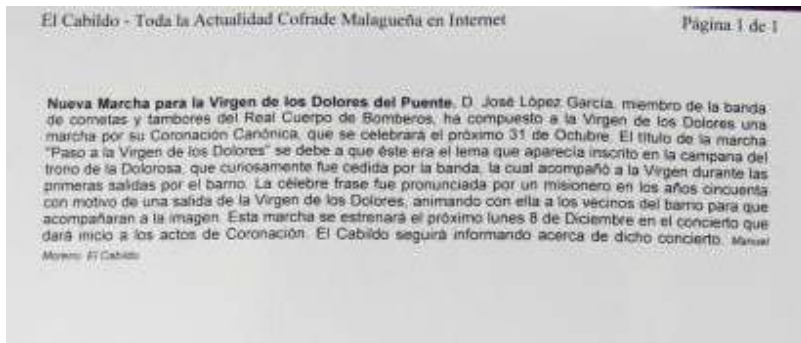 El Cabildo - Toda la Actualidad Cofrade Malagueña en Internet
Página 1 de 1
Nueva Marcha para la Virgen de los Dolores del Puente. D. José López García, miembro de la banda
de cornetas y tambores del Real Cuerpo de Bomberos, ha compuesto a la Virgen de los Dolores una
marcha por su Coronación Canónica, que se celebrará el próximo 31 de Octubre. El título de la marcha
"Paso a la Virgen de los Dolores" se debe a que éste era el lema que aparecía inscrito en la campana del
trono de la Dolorosa, que curiosamente fue cedida por la banda, la cual acompañó a la Virgen durante las
primeras salidas por el barrio. La célebre frase fue pronunciada por un misionero en los años cincuenta
con motivo de una salida de la Virgen de los Dolores, animando con ella a los vecinos del barrio para que
acompañaran a la imagen. Esta marcha se estrenará el próximo lunes 8 de Diciembre en el concierto que
dará inicio a los actos de Coronación. El Cabildo seguirá informando acerca de dicho concierto. Manuel
Moreno. El Cabildo